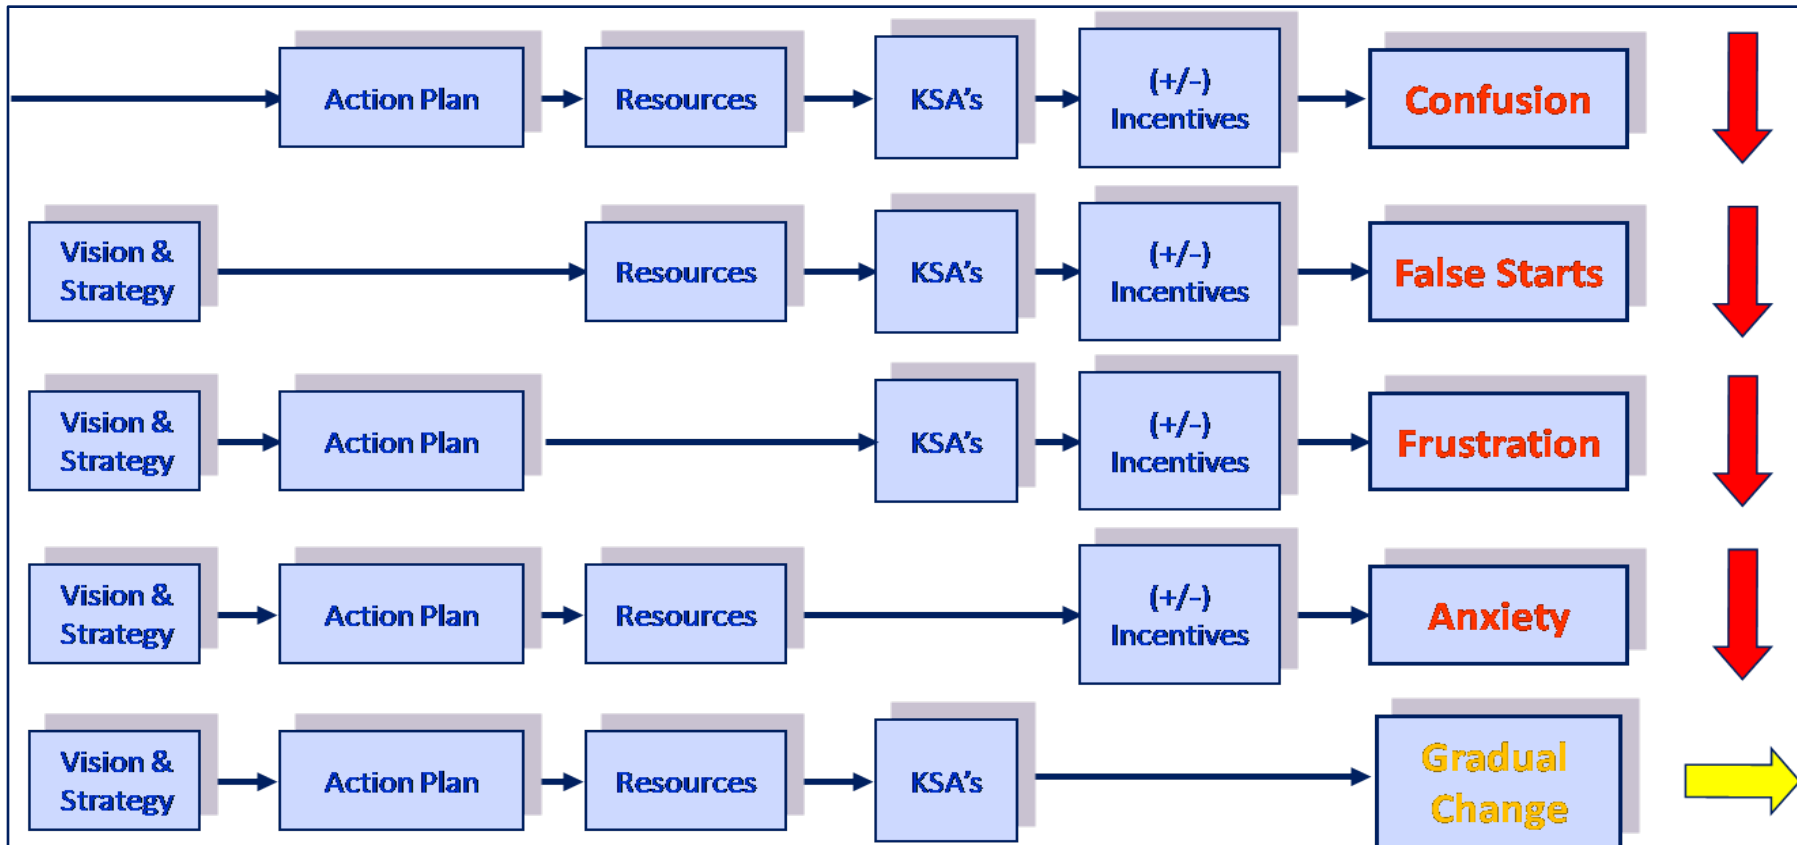 Action Plan
Resources
KSA's
(+/-)
Incentives
Confusion
Vision &
Strategy
Resources
KSA's
(+/-)
Incentives
False Starts
Vision &
Strategy
Action Plan
KSA's
(+/-)
Incentives
Frustration
Vision &
Strategy
Action Plan
Resources
(+/-)
Incentives
Anxiety
Vision &
Strategy
Action Plan
Resources
KSA's
Gradual
Change